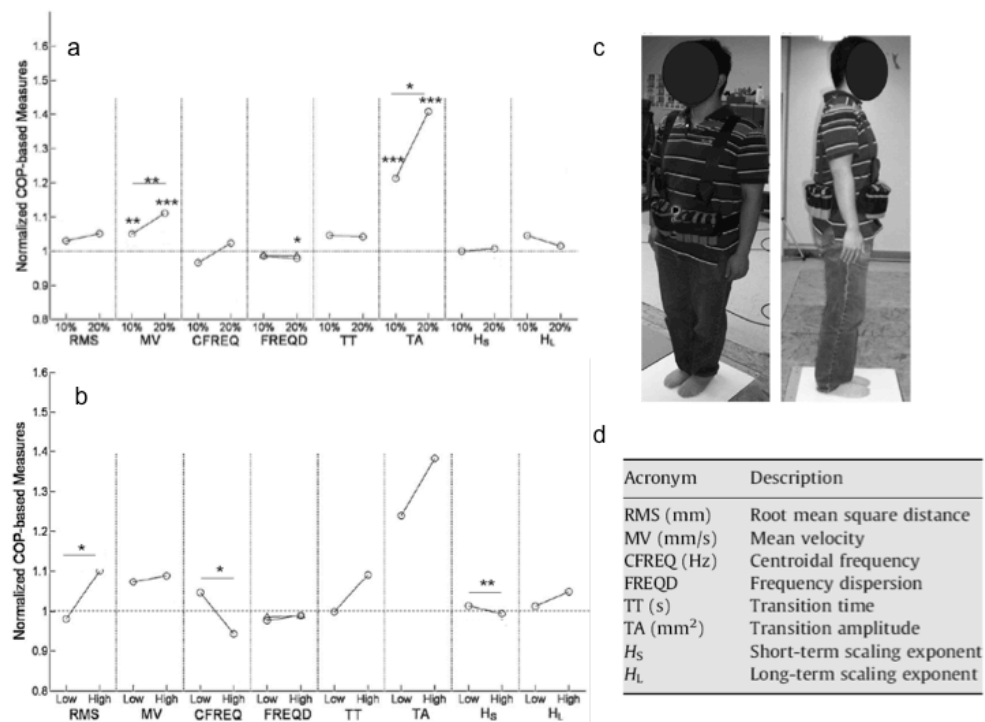 a
Normalized COP-based Measures
1.6
1.5
1.4
1.3
1.2
1.1
1
0.9
0.8
** ** ***
*
*** * ***
10% 20% 10% 20% 10% 20% 10% 20% 10% 20% 10% 20% 10% 20% 10% 20%
RMS MV CFREQ FREQD TT TA HS HL
b
Normalized COP-based Measures
1.6
1.5
1.4
1.3
1.2
1.1
1
0.9
0.8
* * **
Low High Low High Low High Low High Low High Low High Low High Low High
RMS MV CFREQ FREQD TT TA HS HL
c
d
Acronym Description
RMS (mm) Root mean square distance
MV (mm/s) Mean velocity
CFREQ (Hz) Centroidal frequency
FREQD Frequency dispersion
TT (s) Transition time
TA (mm²) Transition amplitude
HS Short-term scaling exponent
HL Long-term scaling exponent